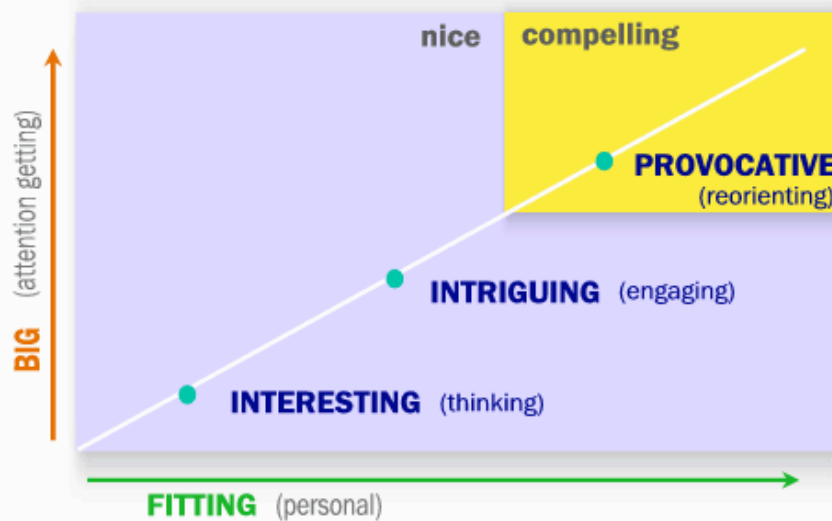 nice compelling
BIG (attention getting)
PROVOCATIVE
(reorienting)
INTRIGUING (engaging)
INTERESTING (thinking)
FITTING (personal)